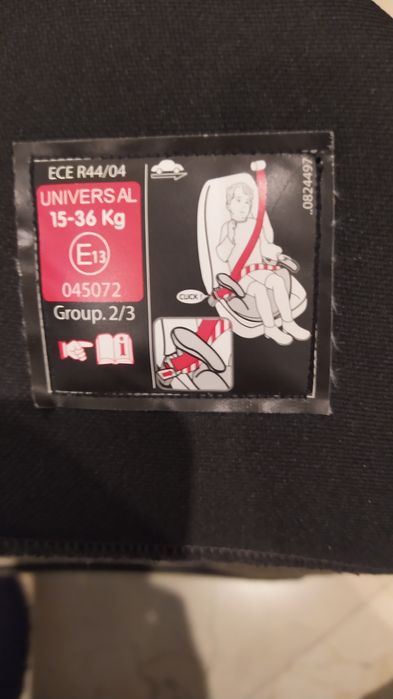 ECE R44/04
UNIVERSAL
15-36 Kg
E13
045072
Group. 2/3
CLICK !
..0824497